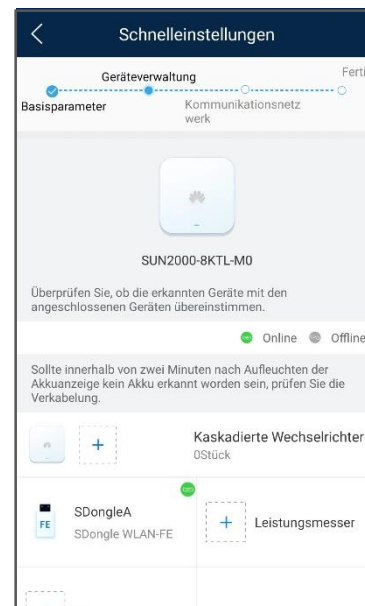 Schnelleinstellungen
Geräteverwaltung
Ferti
Basisparameter
Kommunikationsnetz
werk
SUN2000-8KTL-M0
Überprüfen Sie, ob die erkannten Geräte mit den
angeschlossenen Geräten übereinstimmen.
Online
Offline
Sollte innerhalb von zwei Minuten nach Aufleuchten der
Akkuanzeige kein Akku erkannt worden sein, prüfen Sie die
Verkabelung.
+
Kaskadierte Wechselrichter
0Stück
FE
SDongleA
SDongle WLAN-FE
+
Leistungsmesser